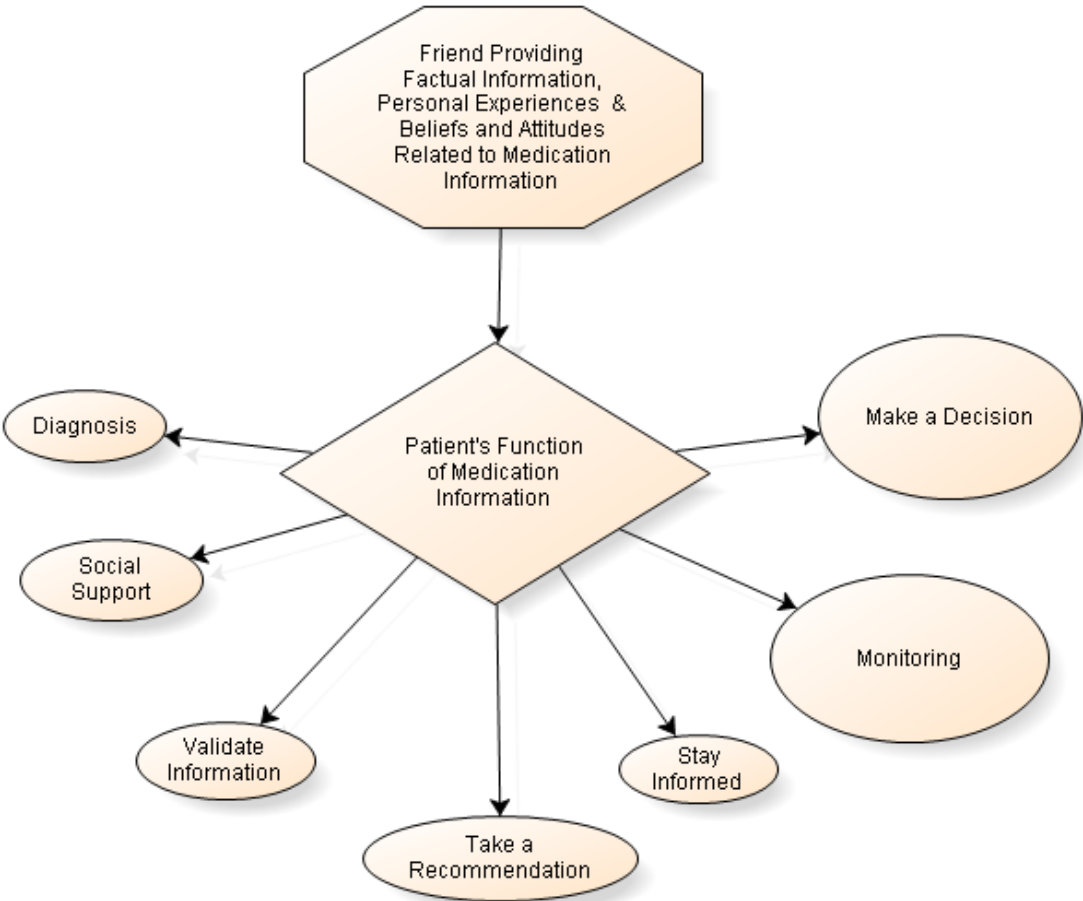 Friend Providing
Factual Information,
Personal Experiences &
Beliefs and Attitudes
Related to Medication
Information
Diagnosis
Patient's Function
of Medication
Information
Make a Decision
Social
Support
Monitoring
Validate
Information
Stay
Informed
Take a
Recommendation